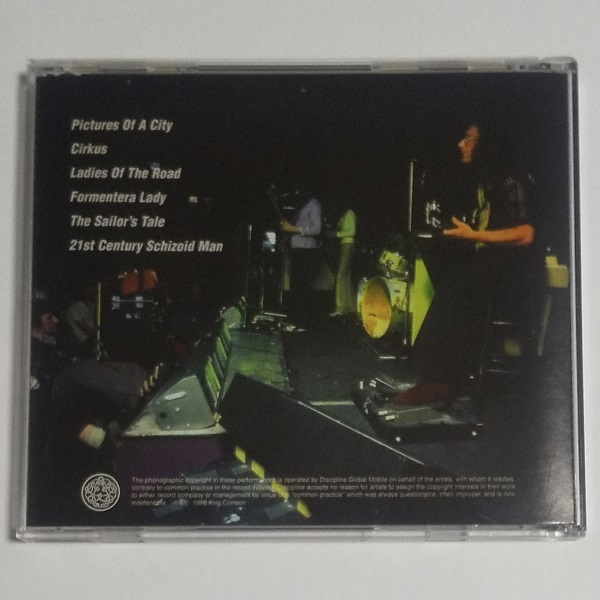 Pictures Of A City
Cirkus
Ladies Of The Road
Formentera Lady
The Sailor's Tale
21st Century Schizoid Man
The phonographic copyright in these performances is operated by Discipline Global Mobile on behalf of the artists, with whom it resides,
contrary to common practice in the record industry. Discipline accepts no reason for artists to assign the copyright interests in their work
to either record company or management by virtue of a "common practice" which was always questionable, often improper, and is now
indefensible. 1998 King Crimson